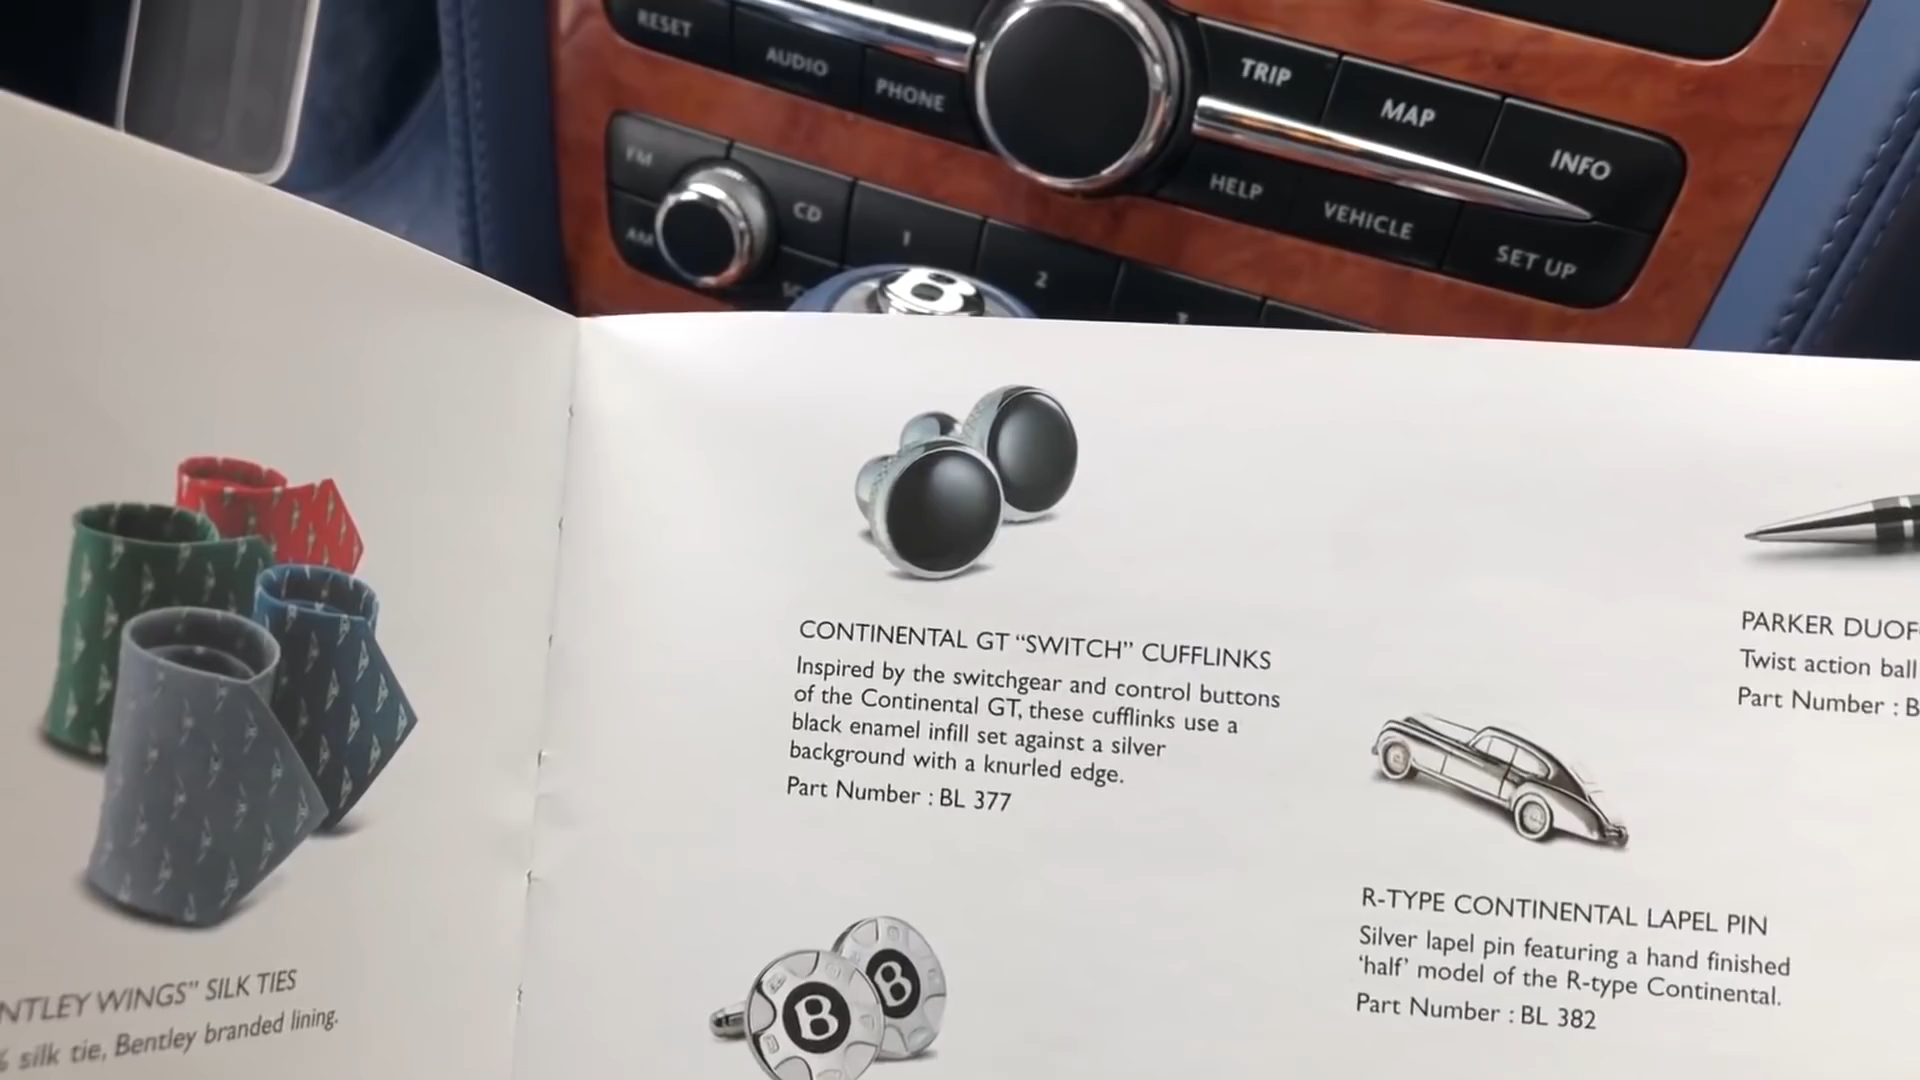 RESET
AUDIO
PHONE
TRIP
MAP
INFO
FM
CD
HELP
VEHICLE
AM
1
2
SET UP
B
CONTINENTAL GT “SWITCH” CUFFLINKS
Inspired by the switchgear and control buttons
of the Continental GT, these cufflinks use a
black enamel infill set against a silver
background with a knurled edge.
Part Number : BL 377
PARKER DUOF
Twist action ball
Part Number : B
R-TYPE CONTINENTAL LAPEL PIN
Silver lapel pin featuring a hand finished
‘half’ model of the R-type Continental.
Part Number : BL 382
NTLEY WINGS” SILK TIES
% silk tie, Bentley branded lining.
B
B